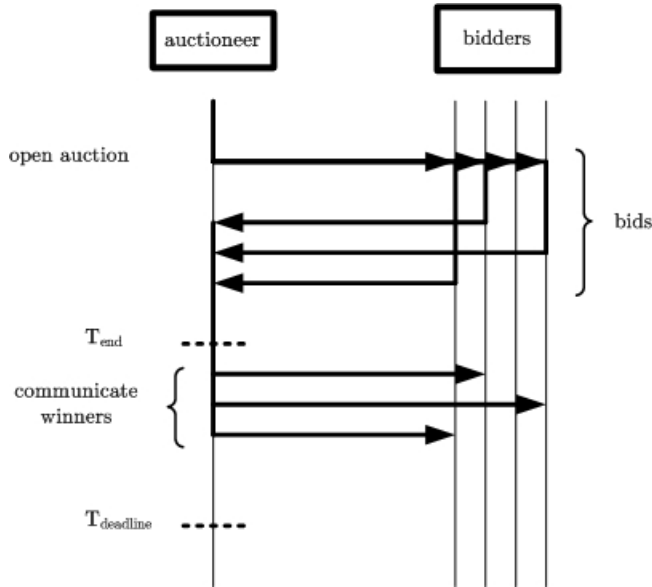 auctioneer
bidders
open auction
bids
T_end
communicate
winners
T_deadline